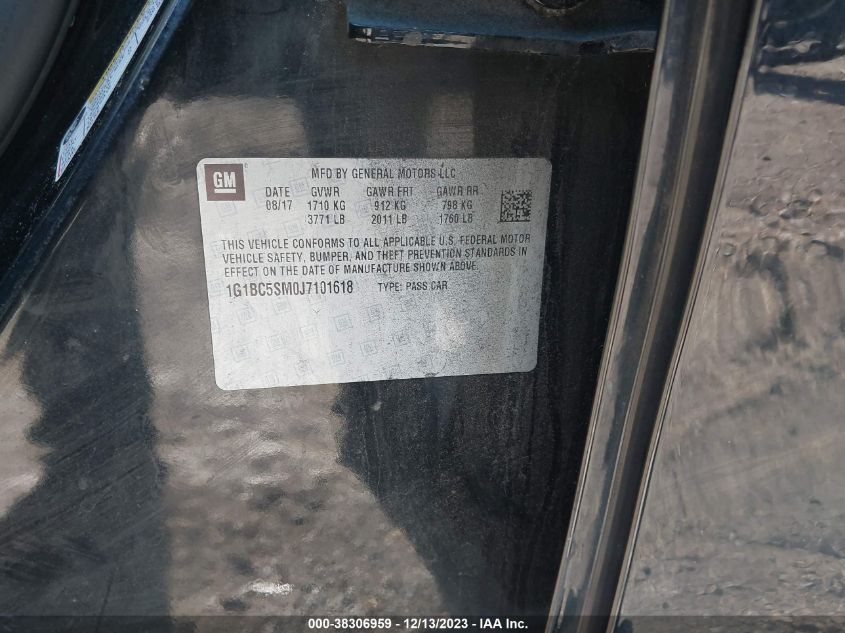 GM
MFD BY GENERAL MOTORS LLC
DATE GVWR GAWR FRT GAWR RR
08/17 1710 KG 912 KG 798 KG
3771 LB 2011 LB 1760 LB
THIS VEHICLE CONFORMS TO ALL APPLICABLE U.S. FEDERAL MOTOR
VEHICLE SAFETY, BUMPER, AND THEFT PREVENTION STANDARDS IN
EFFECT ON THE DATE OF MANUFACTURE SHOWN ABOVE.
1G1BC5SM0J7101618 TYPE: PASS CAR
000-38306959 - 12/13/2023 - IAA Inc.